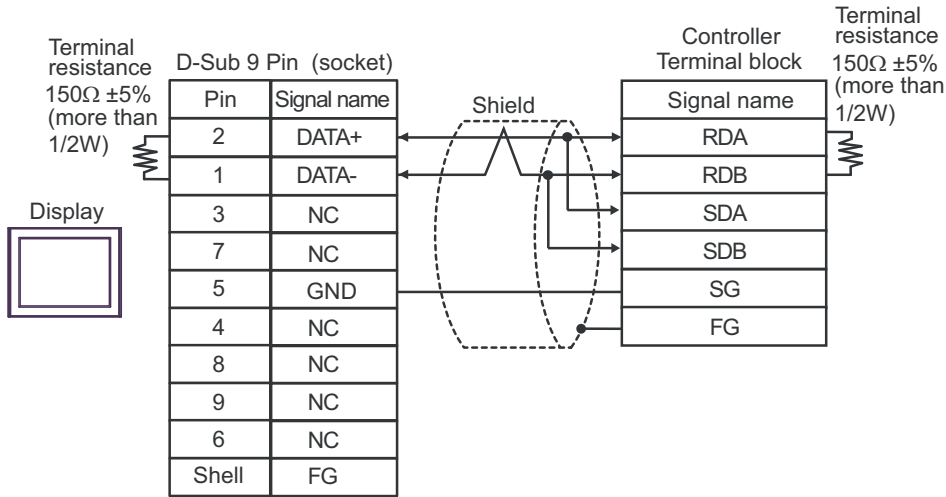 Terminal
resistance
150Ω ±5%
(more than
1/2W)
D-Sub 9 Pin (socket)
Pin Signal name
2 DATA+
1 DATA-
3 NC
7 NC
5 GND
4 NC
8 NC
9 NC
6 NC
Shell FG
Display
Shield
Controller
Terminal block
Signal name
RDA
RDB
SDA
SDB
SG
FG
Terminal
resistance
150Ω ±5%
(more than
1/2W)